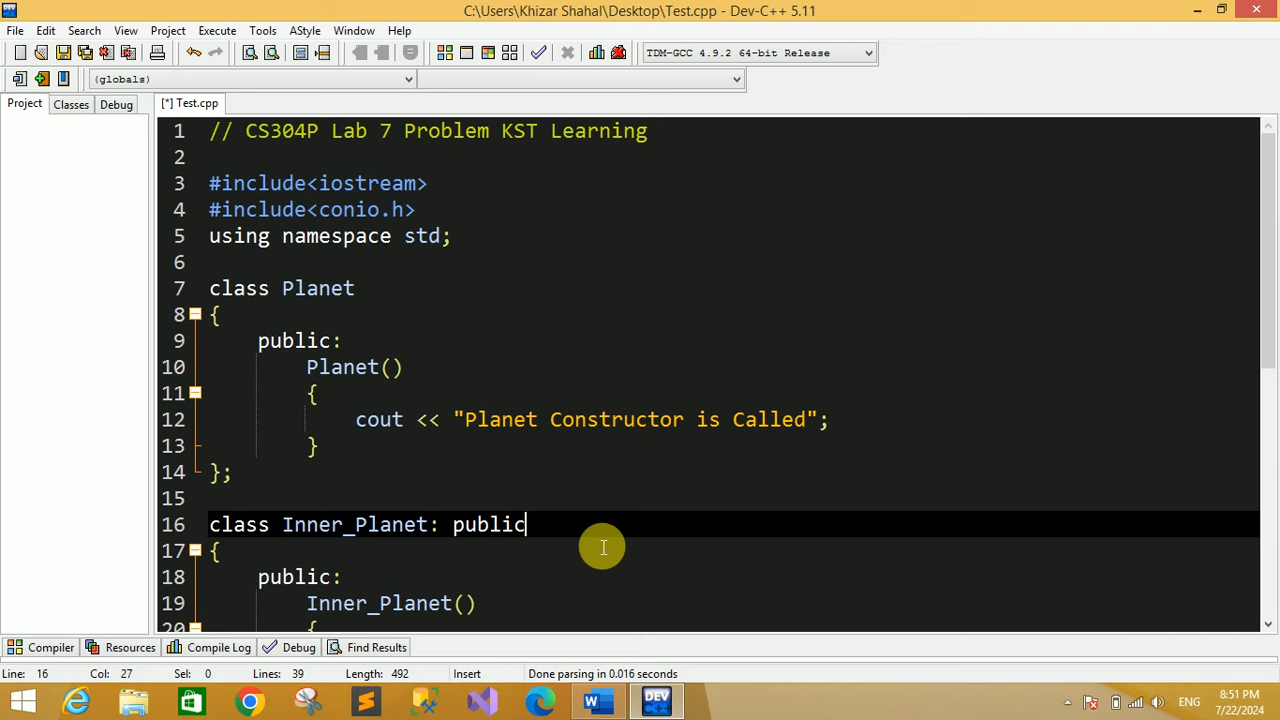 C:\Users\Khizar Shahal\Desktop\Test.cpp - Dev-C++ 5.11
File Edit Search View Project Execute Tools AStyle Window Help
TDM-GCC 4.9.2 64-bit Release
(globals)
Project Classes Debug [*] Test.cpp
1 // CS304P Lab 7 Problem KST Learning
2
3 #include<iostream>
4 #include<conio.h>
5 using namespace std;
6
7 class Planet
8 {
9 public:
10 Planet()
11 {
12 cout << "Planet Constructor is Called";
13 }
14 };
15
16 class Inner_Planet: public
17 {
18 public:
19 Inner_Planet()
20 {
Compiler Resources Compile Log Debug Find Results
Line: 16 Col: 27 Sel: 0 Lines: 39 Length: 492 Insert Done parsing in 0.016 seconds
DEV C++ ENG 8:51 PM
7/22/2024